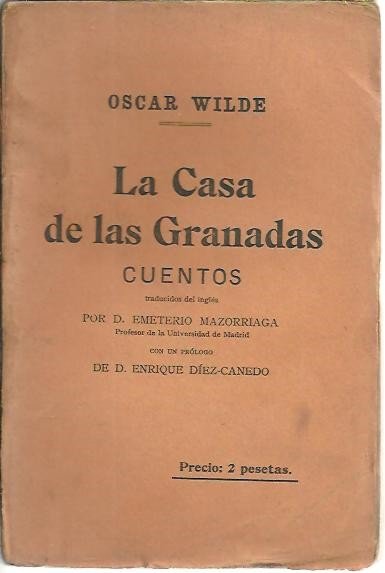 OSCAR WILDE
La Casa
de las Granadas
CUENTOS
traducidos del inglés
POR D. EMETERIO MAZORRIAGA
Profesor de la Universidad de Madrid
CON UN PRÓLOGO
DE D. ENRIQUE DÍEZ-CANEDO
Precio: 2 pesetas.